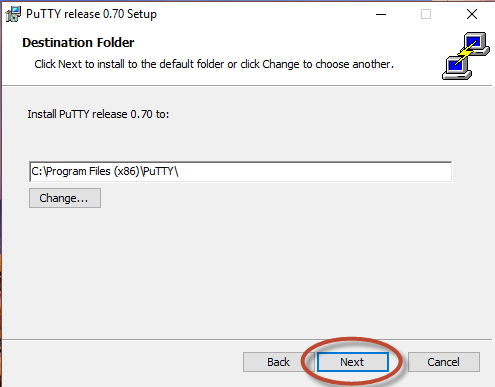 PuTTY release 0.70 Setup
Destination Folder
Click Next to install to the default folder or click Change to choose another.
Install PuTTY release 0.70 to:
C:\Program Files (x86)\PuTTY\
Change...
Back Next Cancel